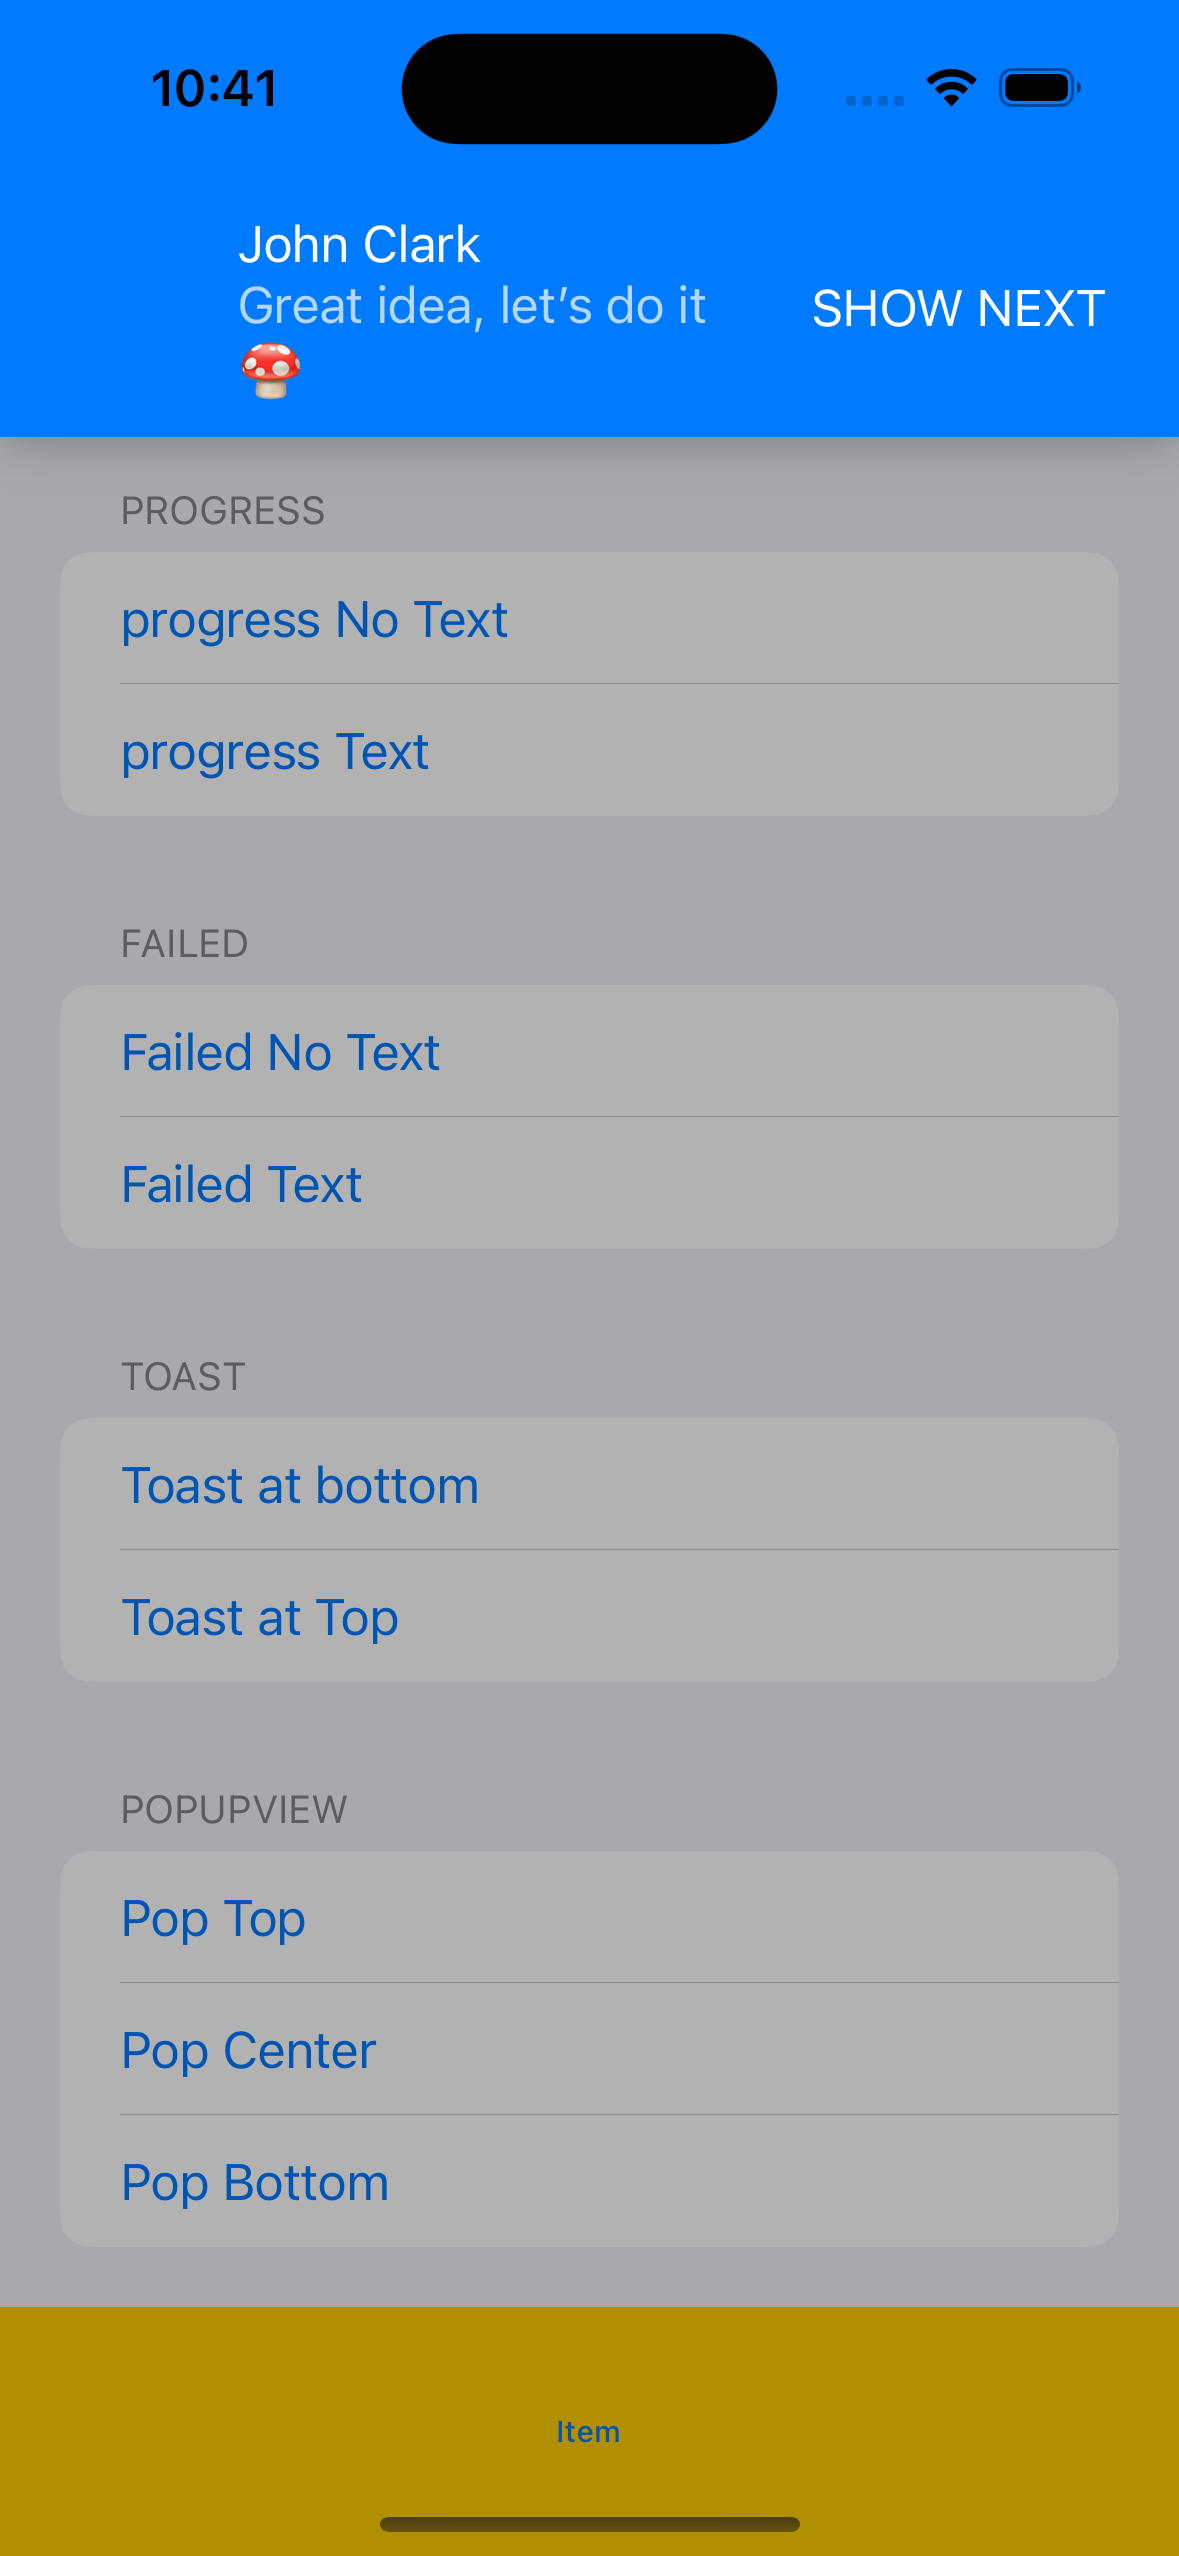 10:41
John Clark
Great idea, let’s do it
🍄
SHOW NEXT
PROGRESS
progress No Text
progress Text
FAILED
Failed No Text
Failed Text
TOAST
Toast at bottom
Toast at Top
POPUPVIEW
Pop Top
Pop Center
Pop Bottom
Item